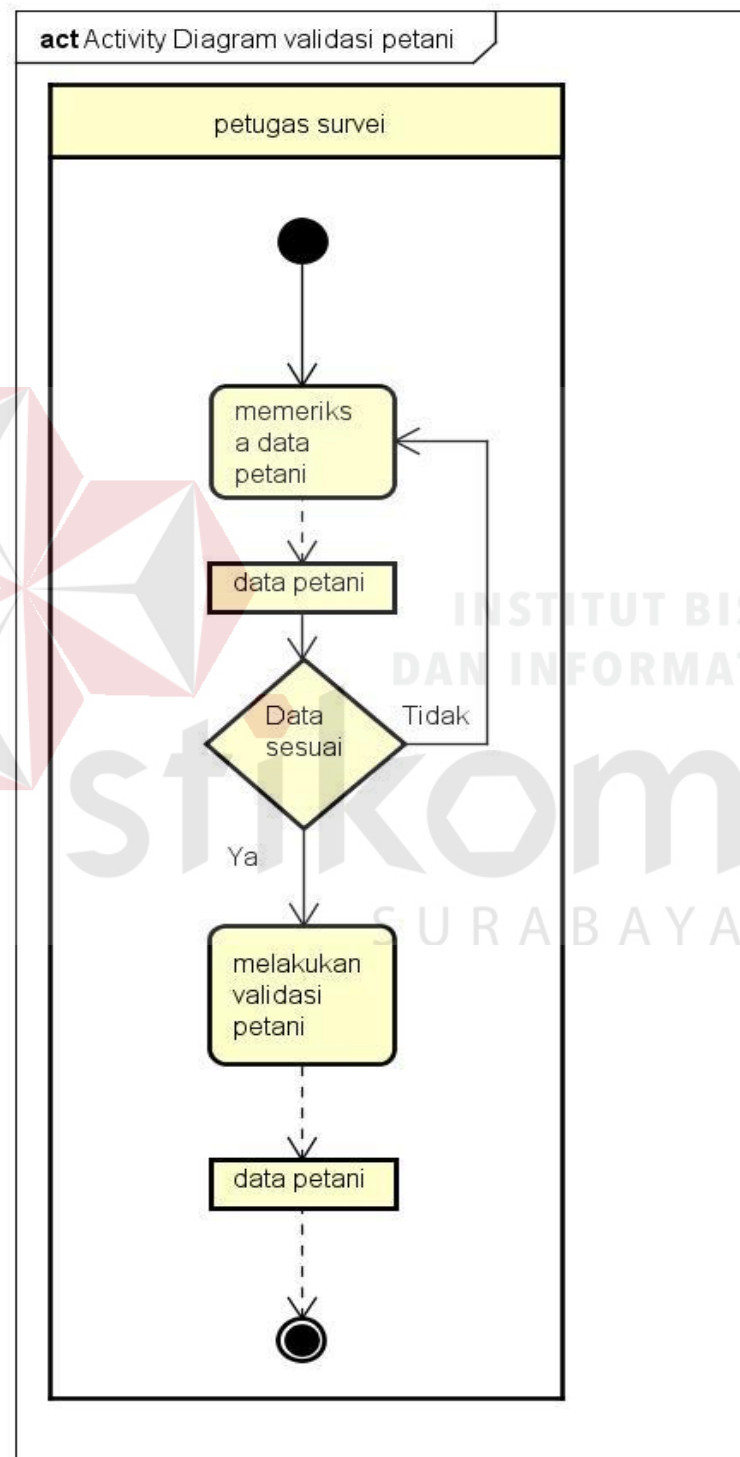 act Activity Diagram validasi petani
petugas survei
memeriks
a data
petani
data petani
INSTITUT BIS
DAN INFORMAT
Data
sesuai
Tidak
stikom
Ya
SURABAYA
melakukan
validasi
petani
data petani